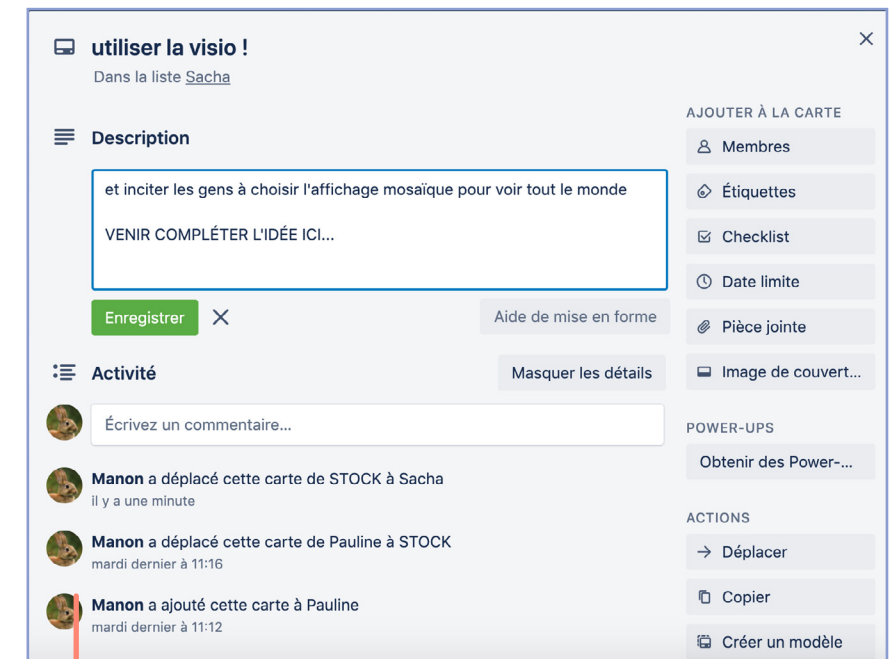 utiliser la visio !
Dans la liste Sacha
Description
et inciter les gens à choisir l'affichage mosaïque pour voir tout le monde
VENIR COMPLÉTER L'IDÉE ICI...
Enregistrer
Aide de mise en forme
Activité
Masquer les détails
Écrivez un commentaire...
Manon a déplacé cette carte de STOCK à Sacha
il y a une minute
Manon a déplacé cette carte de Pauline à STOCK
mardi dernier à 11:16
Manon a ajouté cette carte à Pauline
mardi dernier à 11:12
AJOUTER À LA CARTE
Membres
Étiquettes
Checklist
Date limite
Pièce jointe
Image de couvert...
POWER-UPS
Obtenir des Power-...
ACTIONS
Déplacer
Copier
Créer un modèle